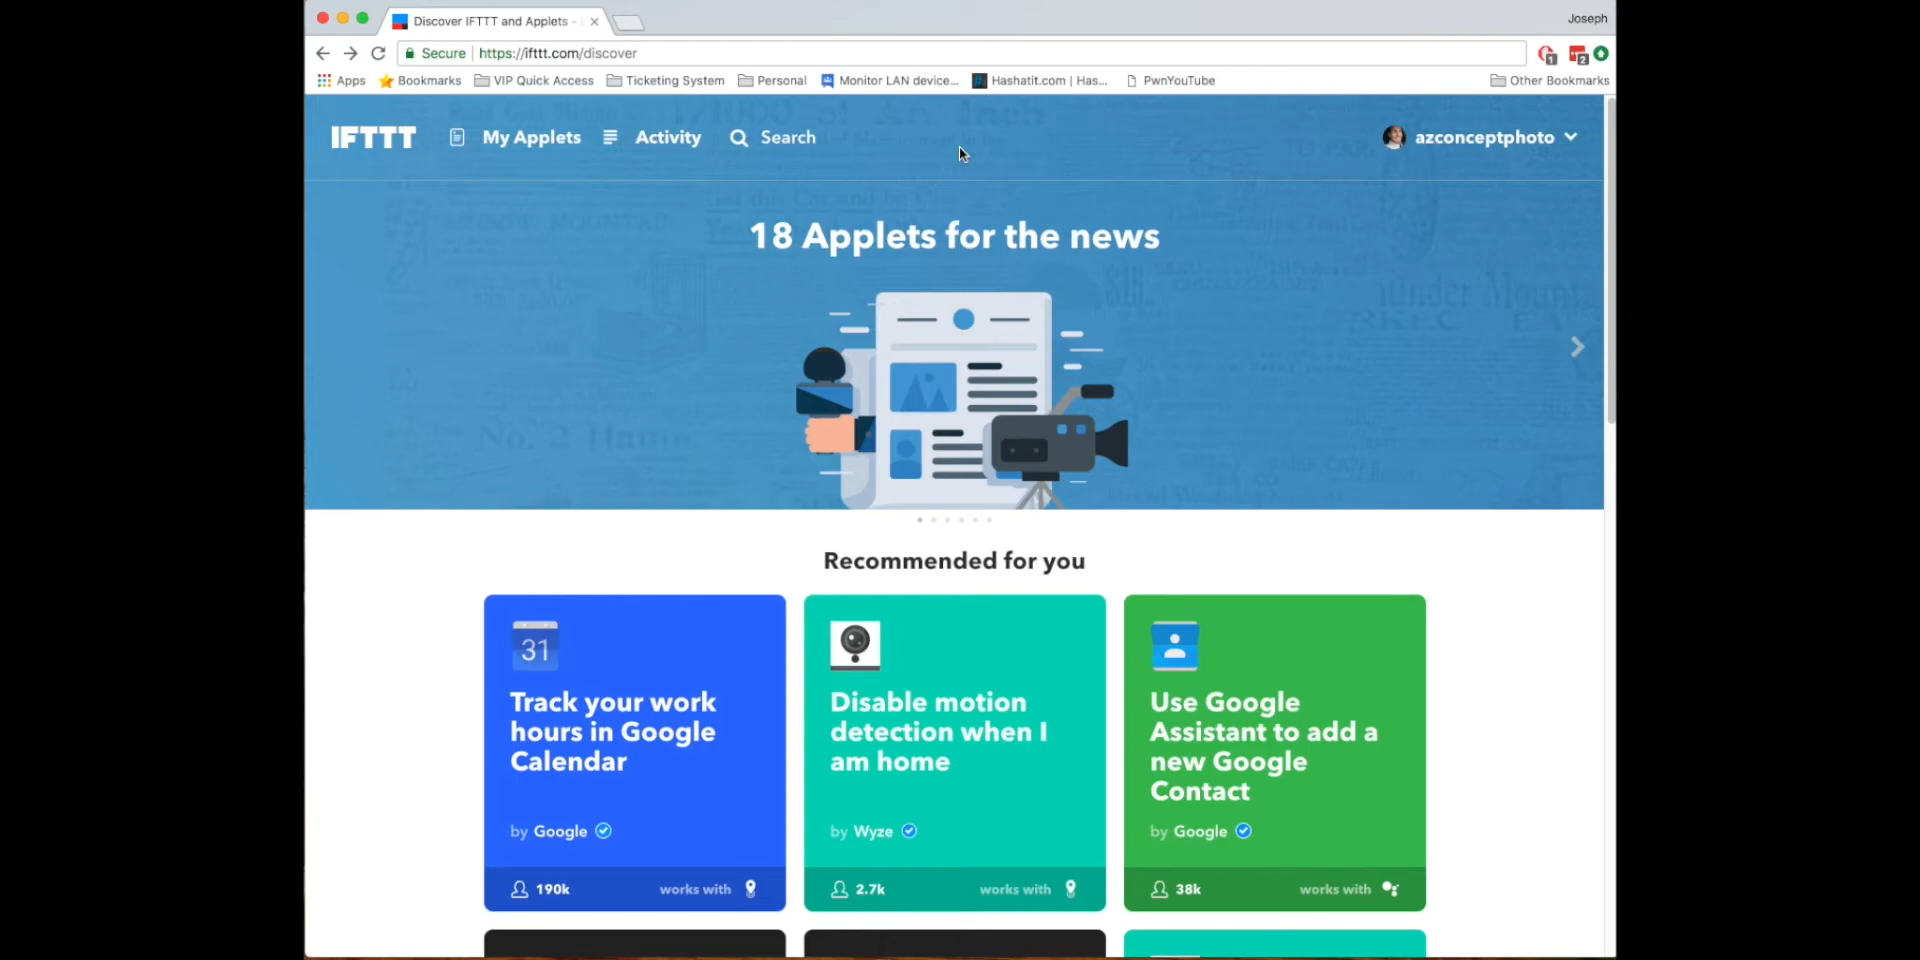 Discover IFTTT and Applets -
Joseph
Secure | https://ifttt.com/discover
1
2
Apps
Bookmarks
VIP Quick Access
Ticketing System
Personal
Monitor LAN device...
Hashatit.com | Has...
PwnYouTube
Other Bookmarks
IFTTT
My Applets
Activity
Search
azconceptphoto
18 Applets for the news
Recommended for you
31
Track your work
hours in Google
Calendar
by Google
190k
works with
Disable motion
detection when I
am home
by Wyze
2.7k
works with
Use Google
Assistant to add a
new Google
Contact
by Google
38k
works with